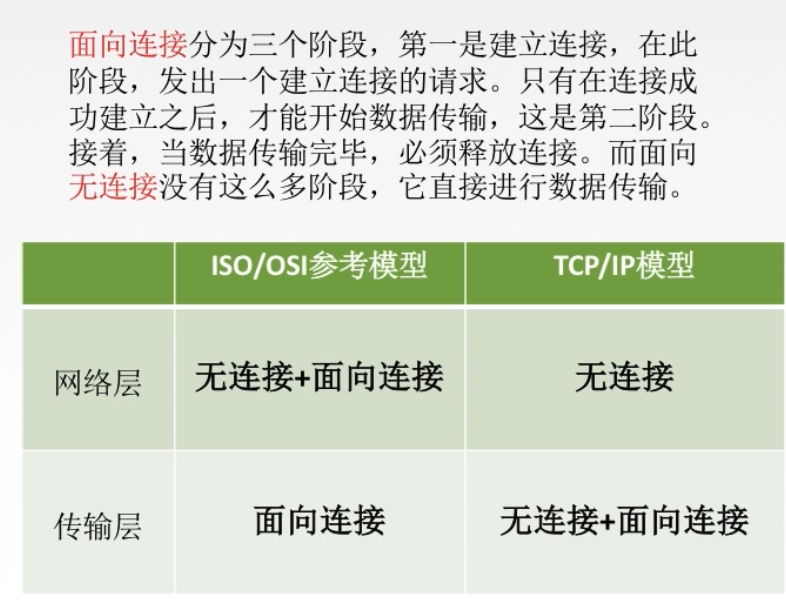 面向连接分为三个阶段，第一是建立连接，在此
阶段，发出一个建立连接的请求。只有在连接成
功建立之后，才能开始数据传输，这是第二阶段。
接着，当数据传输完毕，必须释放连接。而面向
无连接没有这么多阶段，它直接进行数据传输。
ISO/OSI参考模型 TCP/IP模型
网络层 无连接+面向连接 无连接
传输层 面向连接 无连接+面向连接